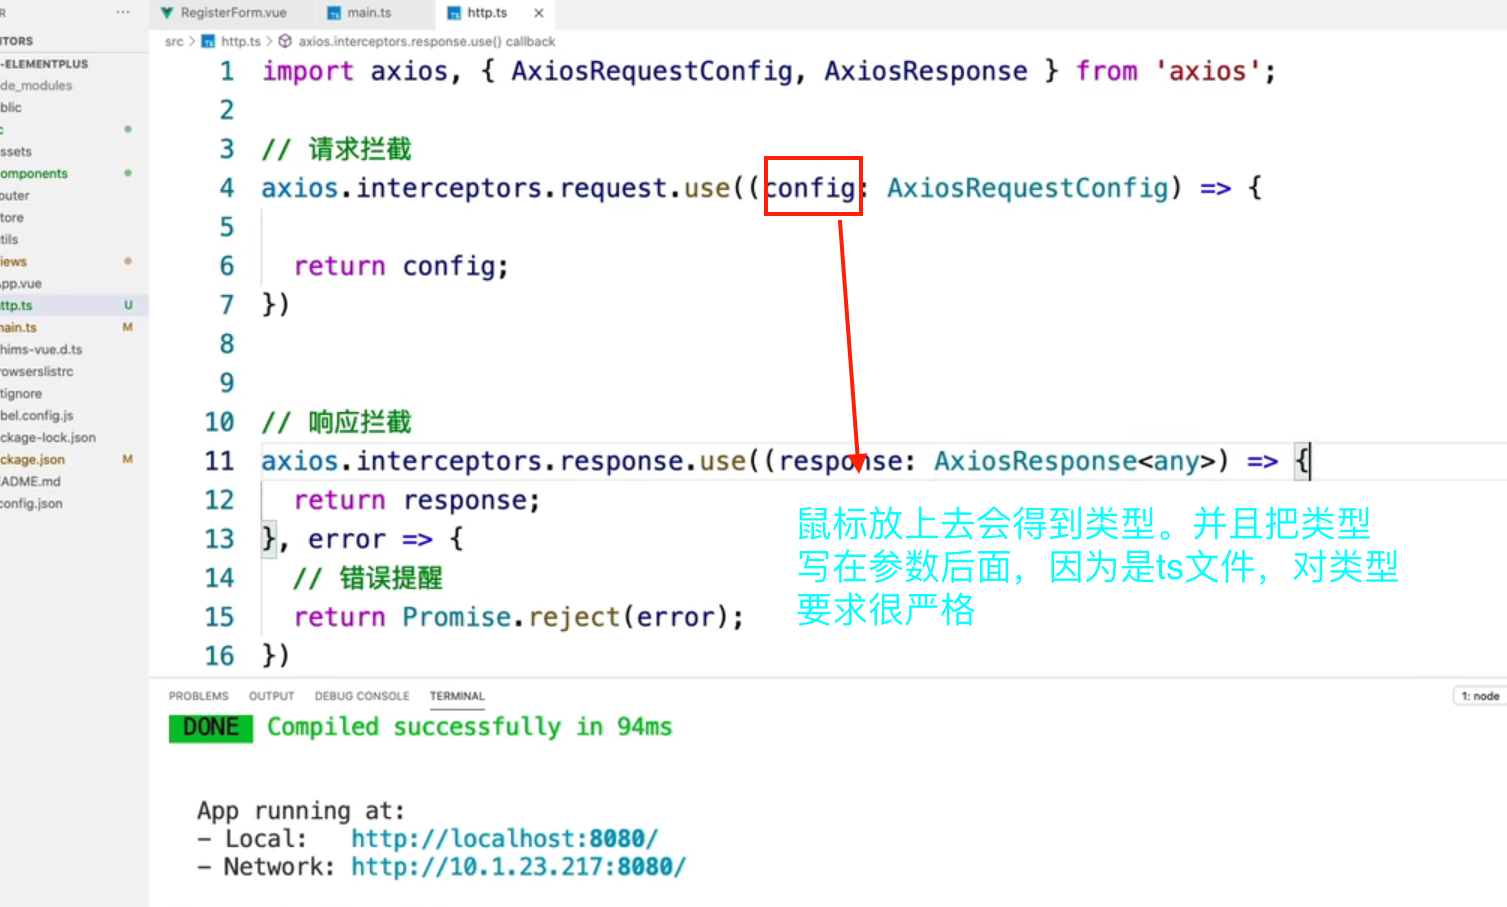 R ··· RegisterForm.vue main.ts http.ts ×
src > http.ts > axios.interceptors.response.use() callback
ITORS
-ELEMENTPLUS
de_modules
blic
c
ssets
omponents
outer
tore
tils
iews
pp.vue
ttp.ts U
main.ts M
hims-vue.d.ts
rowserslistrc
tignore
bel.config.js
ckage-lock.json
ckage.json M
EADME.md
config.json
1 import axios, { AxiosRequestConfig, AxiosResponse } from 'axios';
2
3 // 请求拦截
4 axios.interceptors.request.use((config: AxiosRequestConfig) => {
5
6 return config;
7 })
8
9
10 // 响应拦截
11 axios.interceptors.response.use((response: AxiosResponse<any>) => {
12 return response;
13 }, error => {
14 // 错误提醒
15 return Promise.reject(error);
16 })
鼠标放上去会得到类型。并且把类型
写在参数后面，因为是ts文件，对类型
要求很严格
PROBLEMS OUTPUT DEBUG CONSOLE TERMINAL 1: node
DONE Compiled successfully in 94ms
App running at:
- Local: http://localhost:8080/
- Network: http://10.1.23.217:8080/